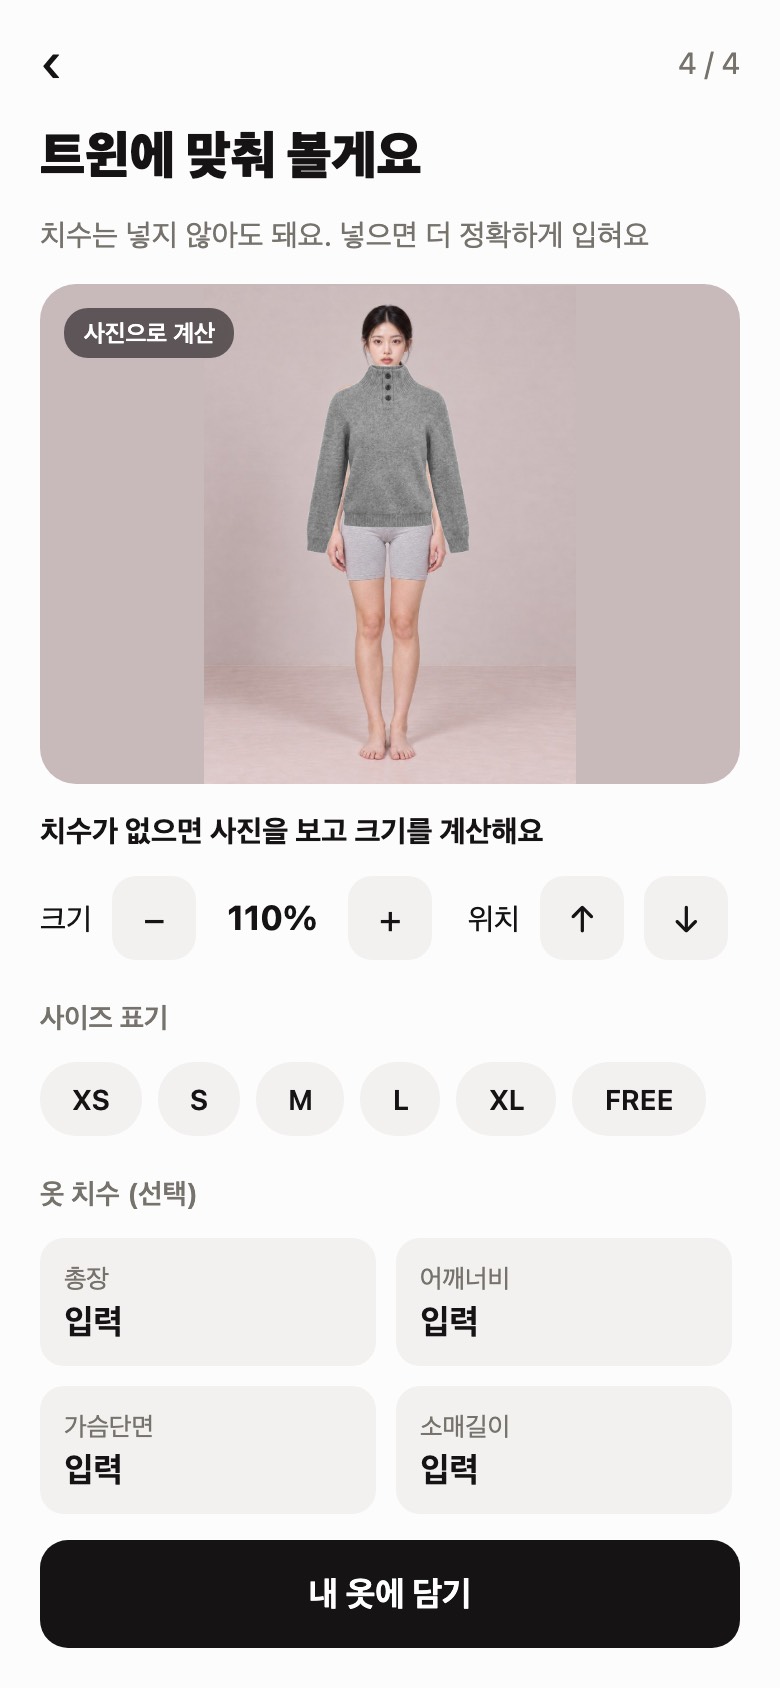 4 / 4
트윈에 맞춰 볼게요
치수는 넣지 않아도 돼요. 넣으면 더 정확하게 입혀요
사진으로 계산
치수가 없으면 사진을 보고 크기를 계산해요
크기 − 110% + 위치 ↑ ↓
사이즈 표기
XS S M L XL FREE
옷 치수 (선택)
총장 어깨너비
입력 입력
가슴단면 소매길이
입력 입력
내 옷에 담기